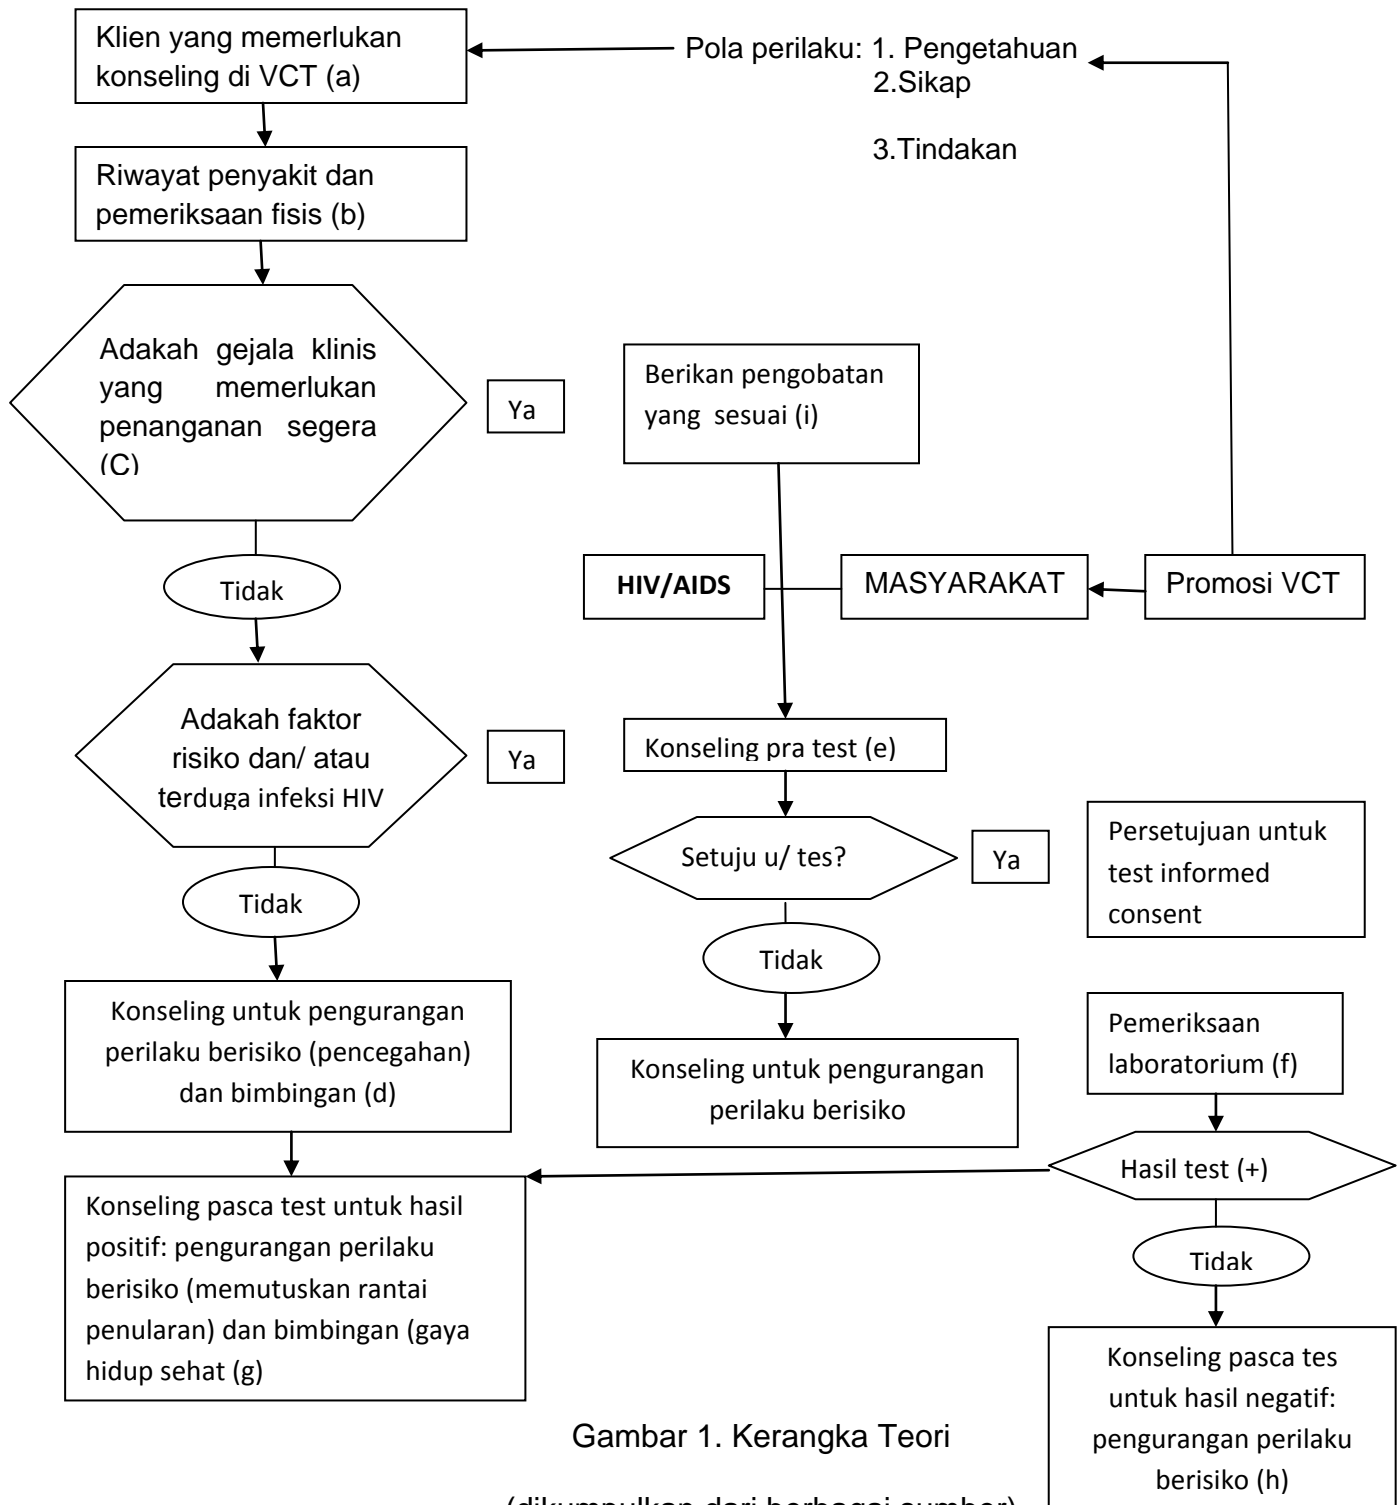 Klien yang memerlukan
konseling di VCT (a)
Pola perilaku: 1. Pengetahuan
2.Sikap
3.Tindakan
Riwayat penyakit dan
pemeriksaan fisis (b)
Adakah gejala klinis
yang memerlukan
penanganan segera
(C)
Ya
Berikan pengobatan
yang sesuai (i)
Tidak
HIV/AIDS
MASYARAKAT
Promosi VCT
Adakah faktor
risiko dan/ atau
terduga infeksi HIV
Ya
Konseling pra test (e)
Setuju u/ tes?
Ya
Persetujuan untuk
test informed
consent
Tidak
Tidak
Konseling untuk pengurangan
perilaku berisiko (pencegahan)
dan bimbingan (d)
Konseling untuk pengurangan
perilaku berisiko
Pemeriksaan
laboratorium (f)
Hasil test (+)
Konseling pasca test untuk hasil
positif: pengurangan perilaku
berisiko (memutuskan rantai
penularan) dan bimbingan (gaya
hidup sehat (g)
Tidak
Konseling pasca tes
untuk hasil negatif:
pengurangan perilaku
berisiko (h)
Gambar 1. Kerangka Teori
(dikumpulkan dari berbagai sumber)